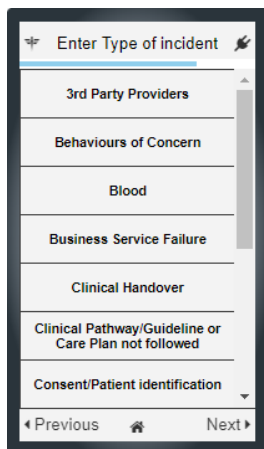 Enter Type of incident
3rd Party Providers
Behaviours of Concern
Blood
Business Service Failure
Clinical Handover
Clinical Pathway/Guideline or
Care Plan not followed
Consent/Patient identification
Previous
Next